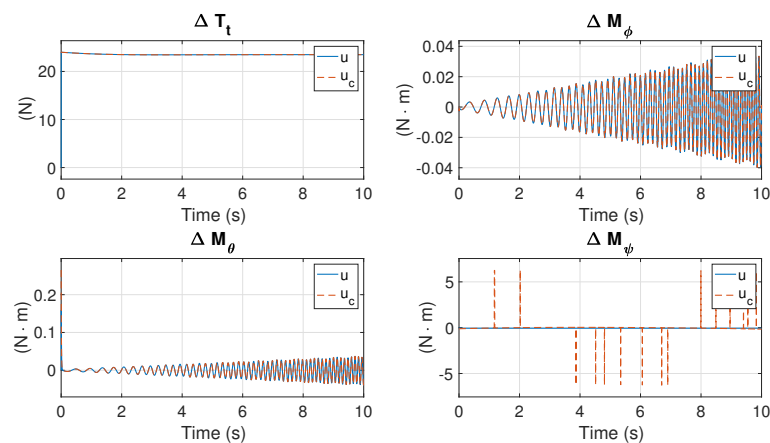 Δ T_t
(N)
0
10
20
0 2 4 6 8 10
Time (s)
u
u_c
Δ M_ϕ
(N · m)
-0.04
-0.02
0
0.02
0.04
0 2 4 6 8 10
Time (s)
u
u_c
Δ M_θ
(N · m)
0
0.1
0.2
0 2 4 6 8 10
Time (s)
u
u_c
Δ M_ψ
(N · m)
-5
0
5
0 2 4 6 8 10
Time (s)
u
u_c